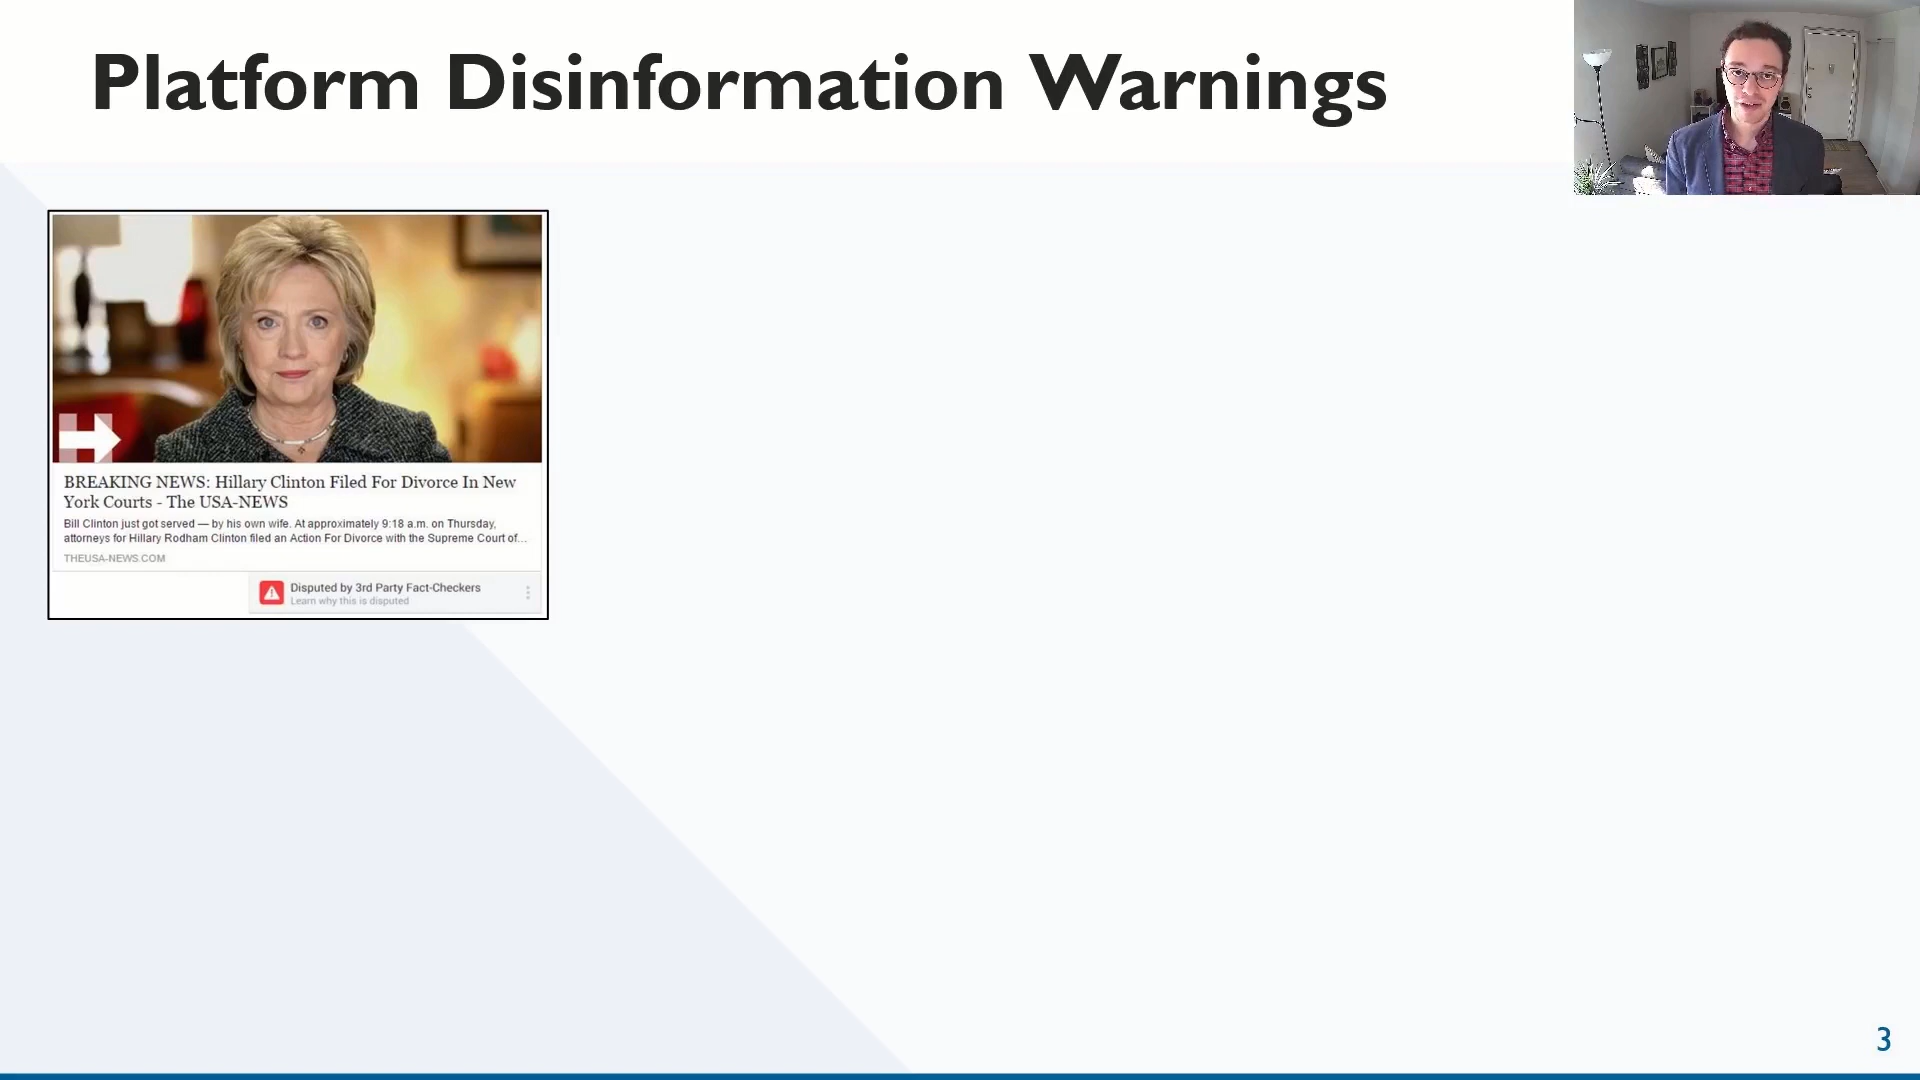 Platform Disinformation Warnings
BREAKING NEWS: Hillary Clinton Filed For Divorce In New
York Courts - The USA-NEWS
Bill Clinton just got served — by his own wife. At approximately 9:18 a.m. on Thursday,
attorneys for Hillary Rodham Clinton filed an Action For Divorce with the Supreme Court of...
THEUSA-NEWS.COM
Disputed by 3rd Party Fact-Checkers
Learn why this is disputed
3